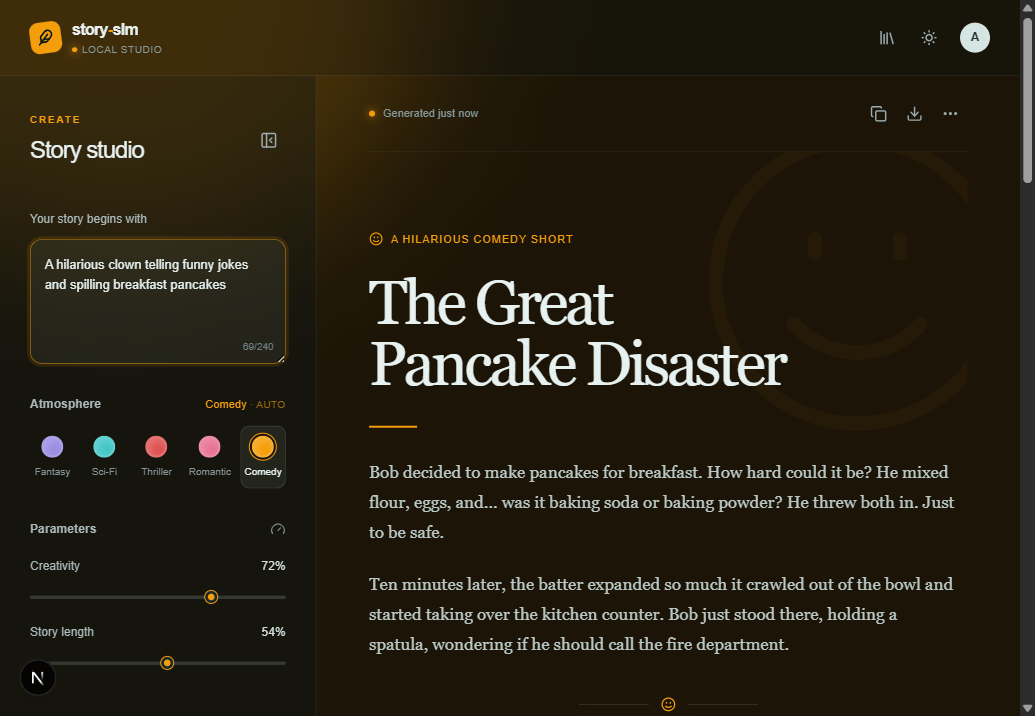 story-sim
LOCAL STUDIO
A
CREATE
Story studio
Your story begins with
A hilarious clown telling funny jokes
and spilling breakfast pancakes
69/240
Atmosphere
Comedy · AUTO
Fantasy
Sci-Fi
Thriller
Romantic
Comedy
Parameters
Creativity
72%
Story length
54%
N
Generated just now
A HILARIOUS COMEDY SHORT
The Great
Pancake Disaster
Bob decided to make pancakes for breakfast. How hard could it be? He mixed
flour, eggs, and... was it baking soda or baking powder? He threw both in. Just
to be safe.
Ten minutes later, the batter expanded so much it crawled out of the bowl and
started taking over the kitchen counter. Bob just stood there, holding a
spatula, wondering if he should call the fire department.